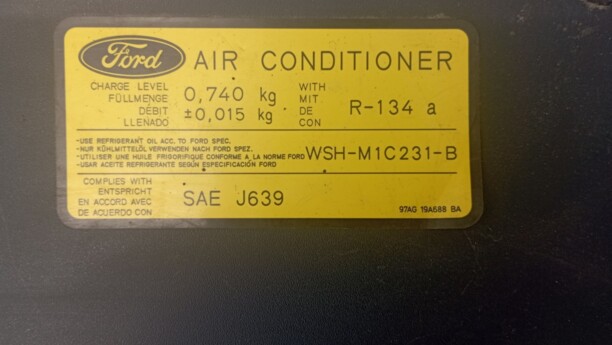 Ford AIR CONDITIONER
CHARGE LEVEL
FÜLLMENGE
DÉBIT
LLENADO
0,740 kg
±0,015 kg
WITH
MIT
DE
CON
R-134 a
-USE REFRIGERANT OIL ACC. TO FORD SPEC.
-NUR KÜHLMITTELÖL VERWENDEN NACH FORD SPEZ.
-UTILISER UNE HUILE FRIGORIFIQUE CONFORME A LA NORME FORD
-USAR ACEITE REFRIGERANTE SEGÚN ESPECIFICACIÓN FORD
WSH-M1C231-B
COMPLIES WITH
ENTSPRICHT
EN ACCORD AVEC
DE ACUERDO CON
SAE J639
97AG 19A588 BA